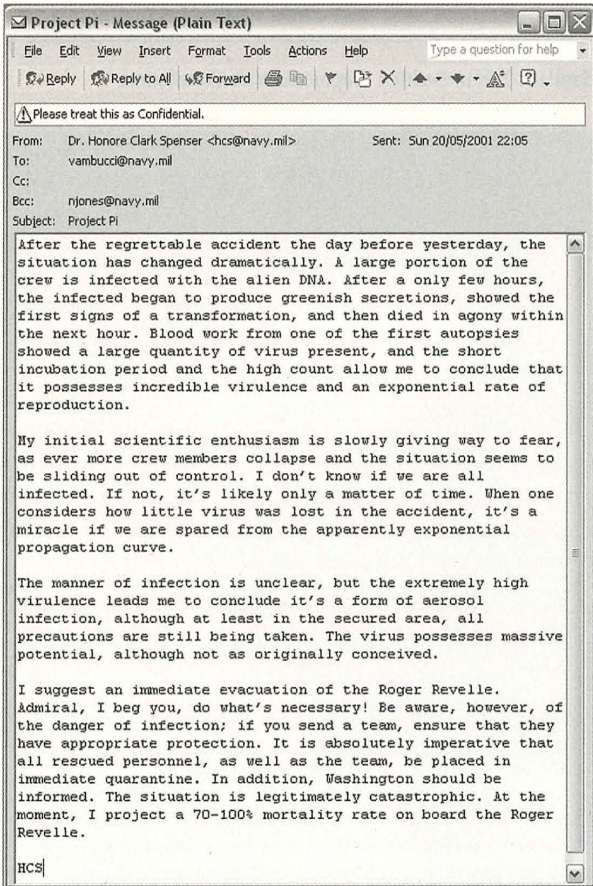 Project Pi - Message (Plain Text)
File Edit View Insert Format Tools Actions Help Type a question for help
Reply Reply to All Forward
Please treat this as Confidential.
From: Dr. Honore Clark Spenser <hcs@navy.mil> Sent: Sun 20/05/2001 22:05
To: vambucci@navy.mil
Cc:
Bcc: njones@navy.mil
Subject: Project Pi
After the regrettable accident the day before yesterday, the
situation has changed dramatically. A large portion of the
crew is infected with the alien DNA. After a only few hours,
the infected began to produce greenish secretions, showed the
first signs of a transformation, and then died in agony within
the next hour. Blood work from one of the first autopsies
showed a large quantity of virus present, and the short
incubation period and the high count allow me to conclude that
it possesses incredible virulence and an exponential rate of
reproduction.
My initial scientific enthusiasm is slowly giving way to fear,
as ever more crew members collapse and the situation seems to
be sliding out of control. I don't know if we are all
infected. If not, it's likely only a matter of time. When one
considers how little virus was lost in the accident, it's a
miracle if we are spared from the apparently exponential
propagation curve.
The manner of infection is unclear, but the extremely high
virulence leads me to conclude it's a form of aerosol
infection, although at least in the secured area, all
precautions are still being taken. The virus possesses massive
potential, although not as originally conceived.
I suggest an immediate evacuation of the Roger Revelle.
Admiral, I beg you, do what's necessary! Be aware, however, of
the danger of infection; if you send a team, ensure that they
have appropriate protection. It is absolutely imperative that
all rescued personnel, as well as the team, be placed in
immediate quarantine. In addition, Washington should be
informed. The situation is legitimately catastrophic. At the
moment, I project a 70-100% mortality rate on board the Roger
Revelle.
HCS